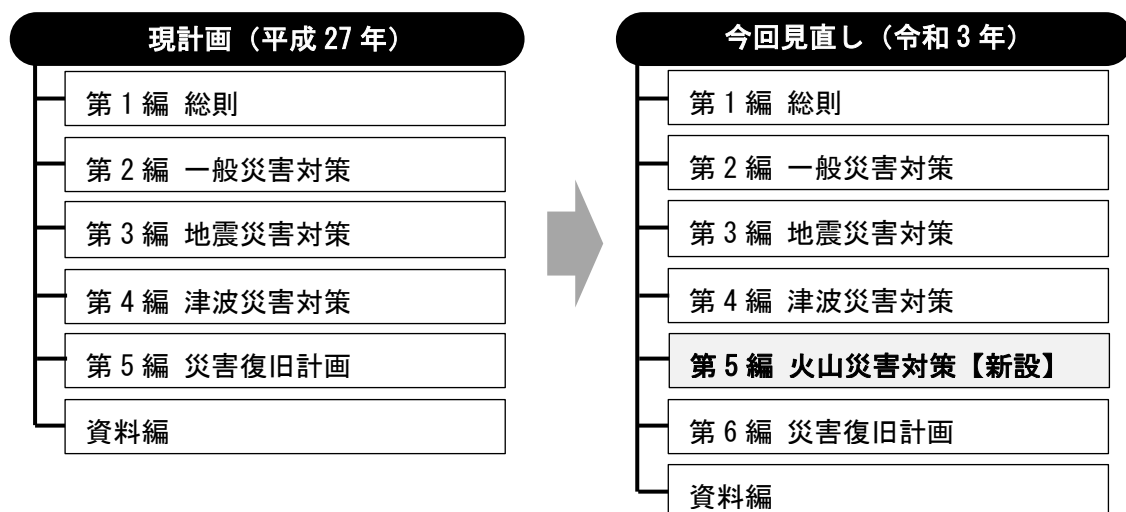 現計画（平成 27 年）
第 1 編 総則
第 2 編 一般災害対策
第 3 編 地震災害対策
第 4 編 津波災害対策
第 5 編 災害復旧計画
資料編
今回見直し（令和 3 年）
第 1 編 総則
第 2 編 一般災害対策
第 3 編 地震災害対策
第 4 編 津波災害対策
第 5 編 火山災害対策【新設】
第 6 編 災害復旧計画
資料編